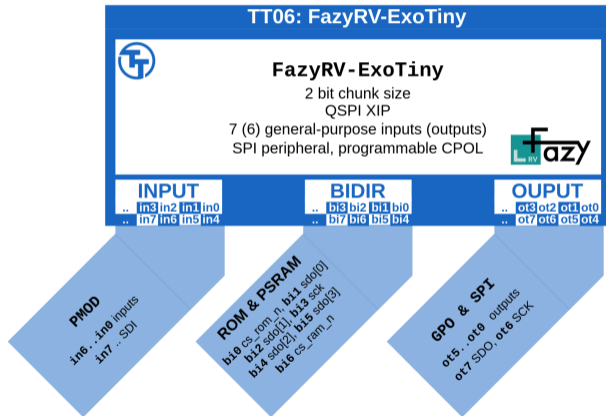 TT06: FazyRV-ExoTiny
TT
FazyRV-ExoTiny
2 bit chunk size
QSPI XIP
7 (6) general-purpose inputs (outputs)
SPI peripheral, programmable CPOL
Fazy
RV
INPUT
.. in3 in2 in1 in0
.. in7 in6 in5 in4
BIDIR
.. bi3 bi2 bi1 bi0
.. bi7 bi6 bi5 bi4
OUPUT
.. ot3 ot2 ot1 ot0
.. ot7 ot6 ot5 ot4
PMOD
in6..in0 inputs
in7 .. SDI
ROM & PSRAM
bi0 cs_rom_n, bi1 sdo[0]
bi2 sdo[1], bi3 sck
bi4 sdo[2], bi5 sdo[3]
bi6 cs_ram_n
GPO & SPI
ot5..ot0 outputs
ot7 SDO, ot6 SCK